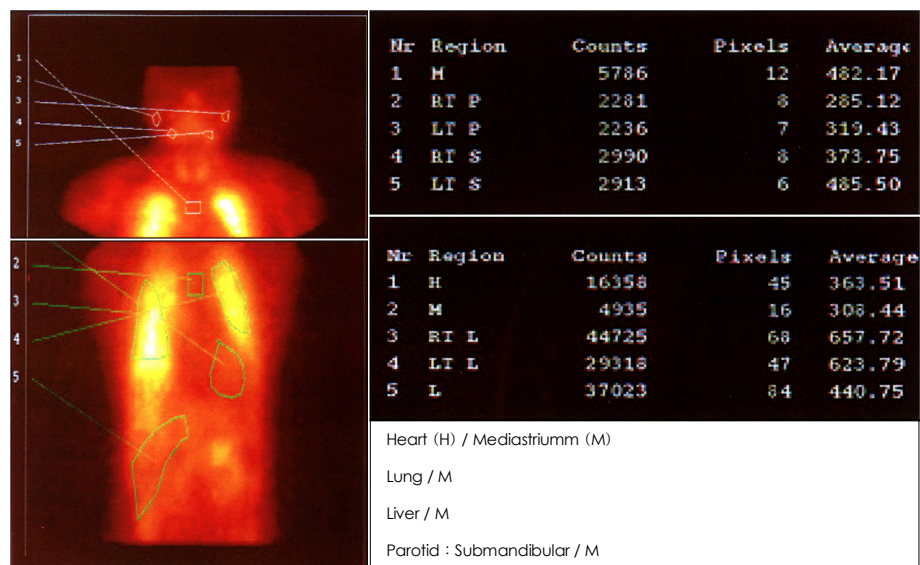 1
2
3
4
5
Nr Region Counts Pixels Average
1 M 5786 12 482.17
2 RT P 2281 8 285.12
3 LT P 2236 7 319.43
4 RT S 2990 8 373.75
5 LT S 2913 6 485.50
2
3
4
5
Nr Region Counts Pixels Average
1 H 16358 45 363.51
2 M 4935 16 308.44
3 RT L 44725 68 657.72
4 LT L 29318 47 623.79
5 L 37023 84 440.75
Heart (H) / Mediastriumm (M)
Lung / M
Liver / M
Parotid : Submandibular / M